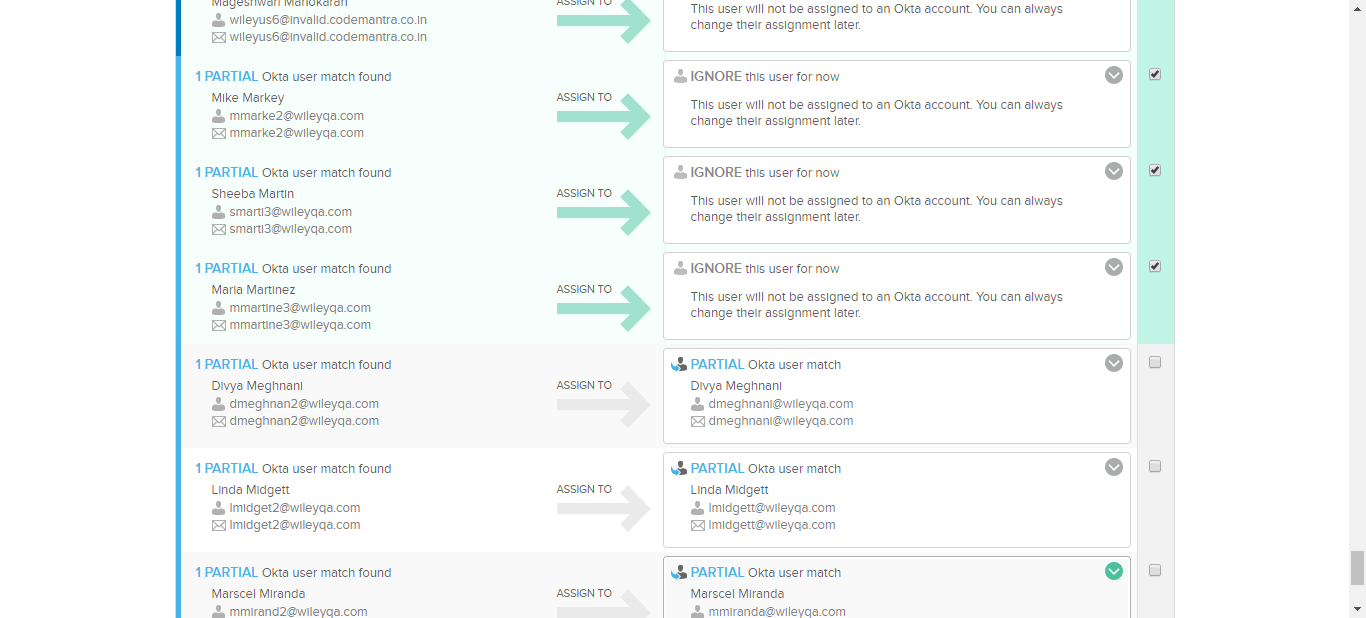 Mageshwari Manokaran
ASSIGN TO
wileyus6@invalid.codemantra.co.in
wileyus6@invalid.codemantra.co.in
This user will not be assigned to an Okta account. You can always
change their assignment later.
1 PARTIAL Okta user match found
Mike Markey
mmarke2@wileyqa.com
mmarke2@wileyqa.com
ASSIGN TO
IGNORE this user for now
This user will not be assigned to an Okta account. You can always
change their assignment later.
1 PARTIAL Okta user match found
Sheeba Martin
smarti3@wileyqa.com
smarti3@wileyqa.com
ASSIGN TO
IGNORE this user for now
This user will not be assigned to an Okta account. You can always
change their assignment later.
1 PARTIAL Okta user match found
Maria Martinez
mmartine3@wileyqa.com
mmartine3@wileyqa.com
ASSIGN TO
IGNORE this user for now
This user will not be assigned to an Okta account. You can always
change their assignment later.
1 PARTIAL Okta user match found
Divya Meghnani
dmeghnan2@wileyqa.com
dmeghnan2@wileyqa.com
ASSIGN TO
PARTIAL Okta user match
Divya Meghnani
dmeghnani@wileyqa.com
dmeghnani@wileyqa.com
1 PARTIAL Okta user match found
Linda Midgett
lmidget2@wileyqa.com
lmidget2@wileyqa.com
ASSIGN TO
PARTIAL Okta user match
Linda Midgett
lmidgett@wileyqa.com
lmidgett@wileyqa.com
1 PARTIAL Okta user match found
Marscel Miranda
mmirand2@wileyqa.com
ASSIGN TO
PARTIAL Okta user match
Marscel Miranda
mmiranda@wileyqa.com